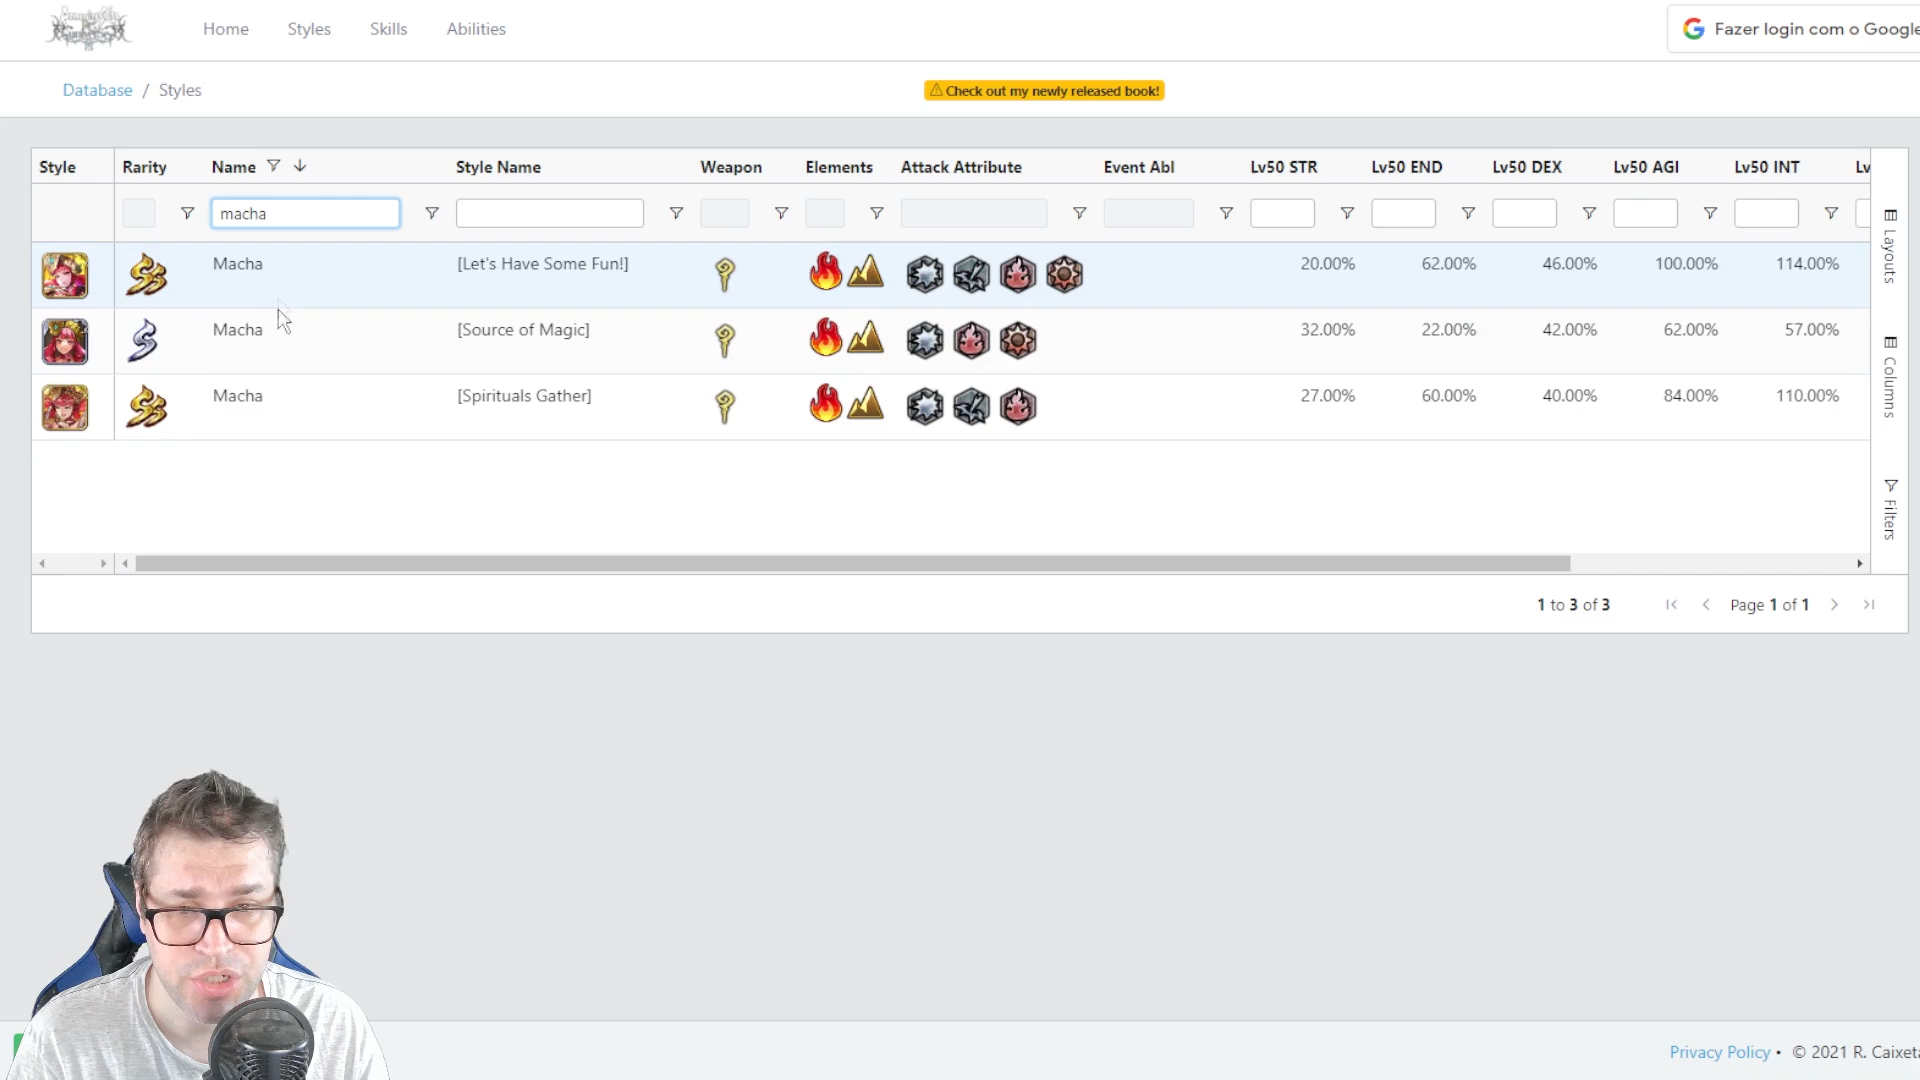 Home Styles Skills Abilities
Fazer login com o Google
Database / Styles
⚠ Check out my newly released book!
Style Rarity Name Style Name Weapon Elements Attack Attribute Event Abl Lv50 STR Lv50 END Lv50 DEX Lv50 AGI Lv50 INT Lv
macha
Macha [Let's Have Some Fun!] 20.00% 62.00% 46.00% 100.00% 114.00%
Macha [Source of Magic] 32.00% 22.00% 42.00% 62.00% 57.00%
Macha [Spirituals Gather] 27.00% 60.00% 40.00% 84.00% 110.00%
Layouts
Columns
Filters
1 to 3 of 3 Page 1 of 1
Privacy Policy • © 2021 R. Caixeta